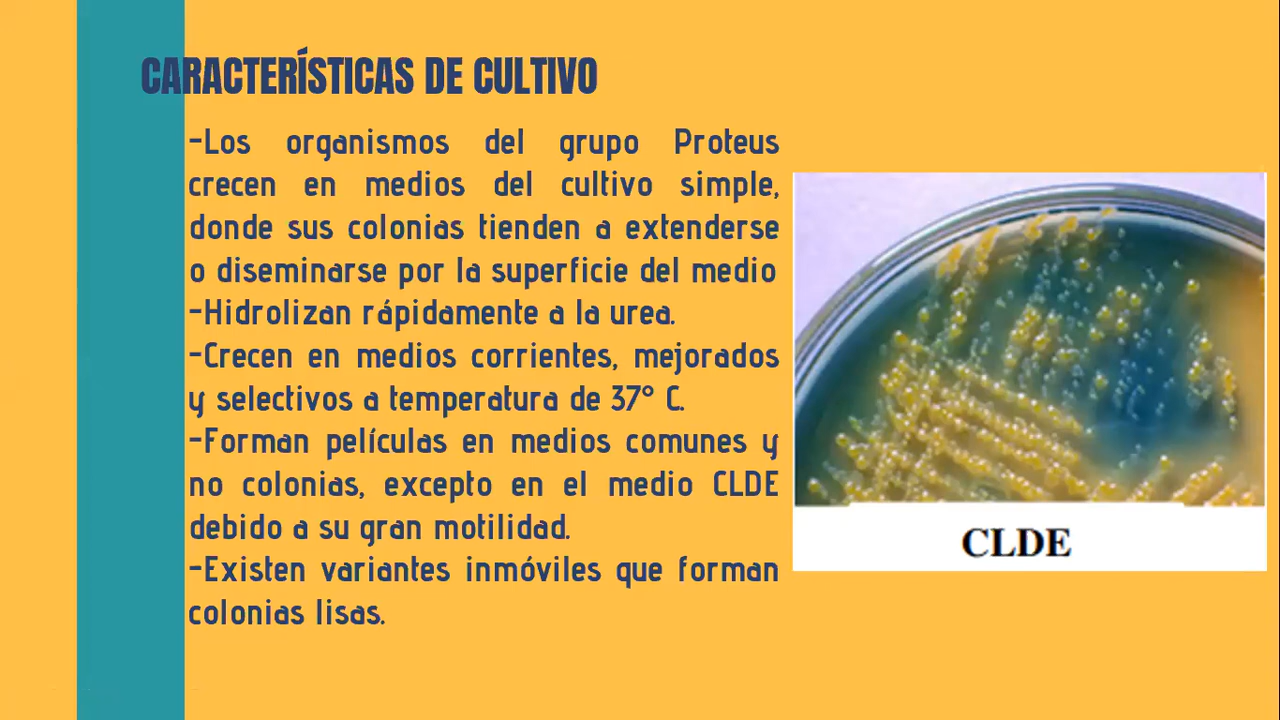 CARACTERÍSTICAS DE CULTIVO
-Los organismos del grupo Proteus
crecen en medios del cultivo simple,
donde sus colonias tienden a extenderse
o diseminarse por la superficie del medio
-Hidrolizan rápidamente a la urea.
-Crecen en medios corrientes, mejorados
y selectivos a temperatura de 37° C.
-Forman películas en medios comunes y
no colonias, excepto en el medio CLDE
debido a su gran motilidad.
-Existen variantes inmóviles que forman
colonias lisas.
CLDE